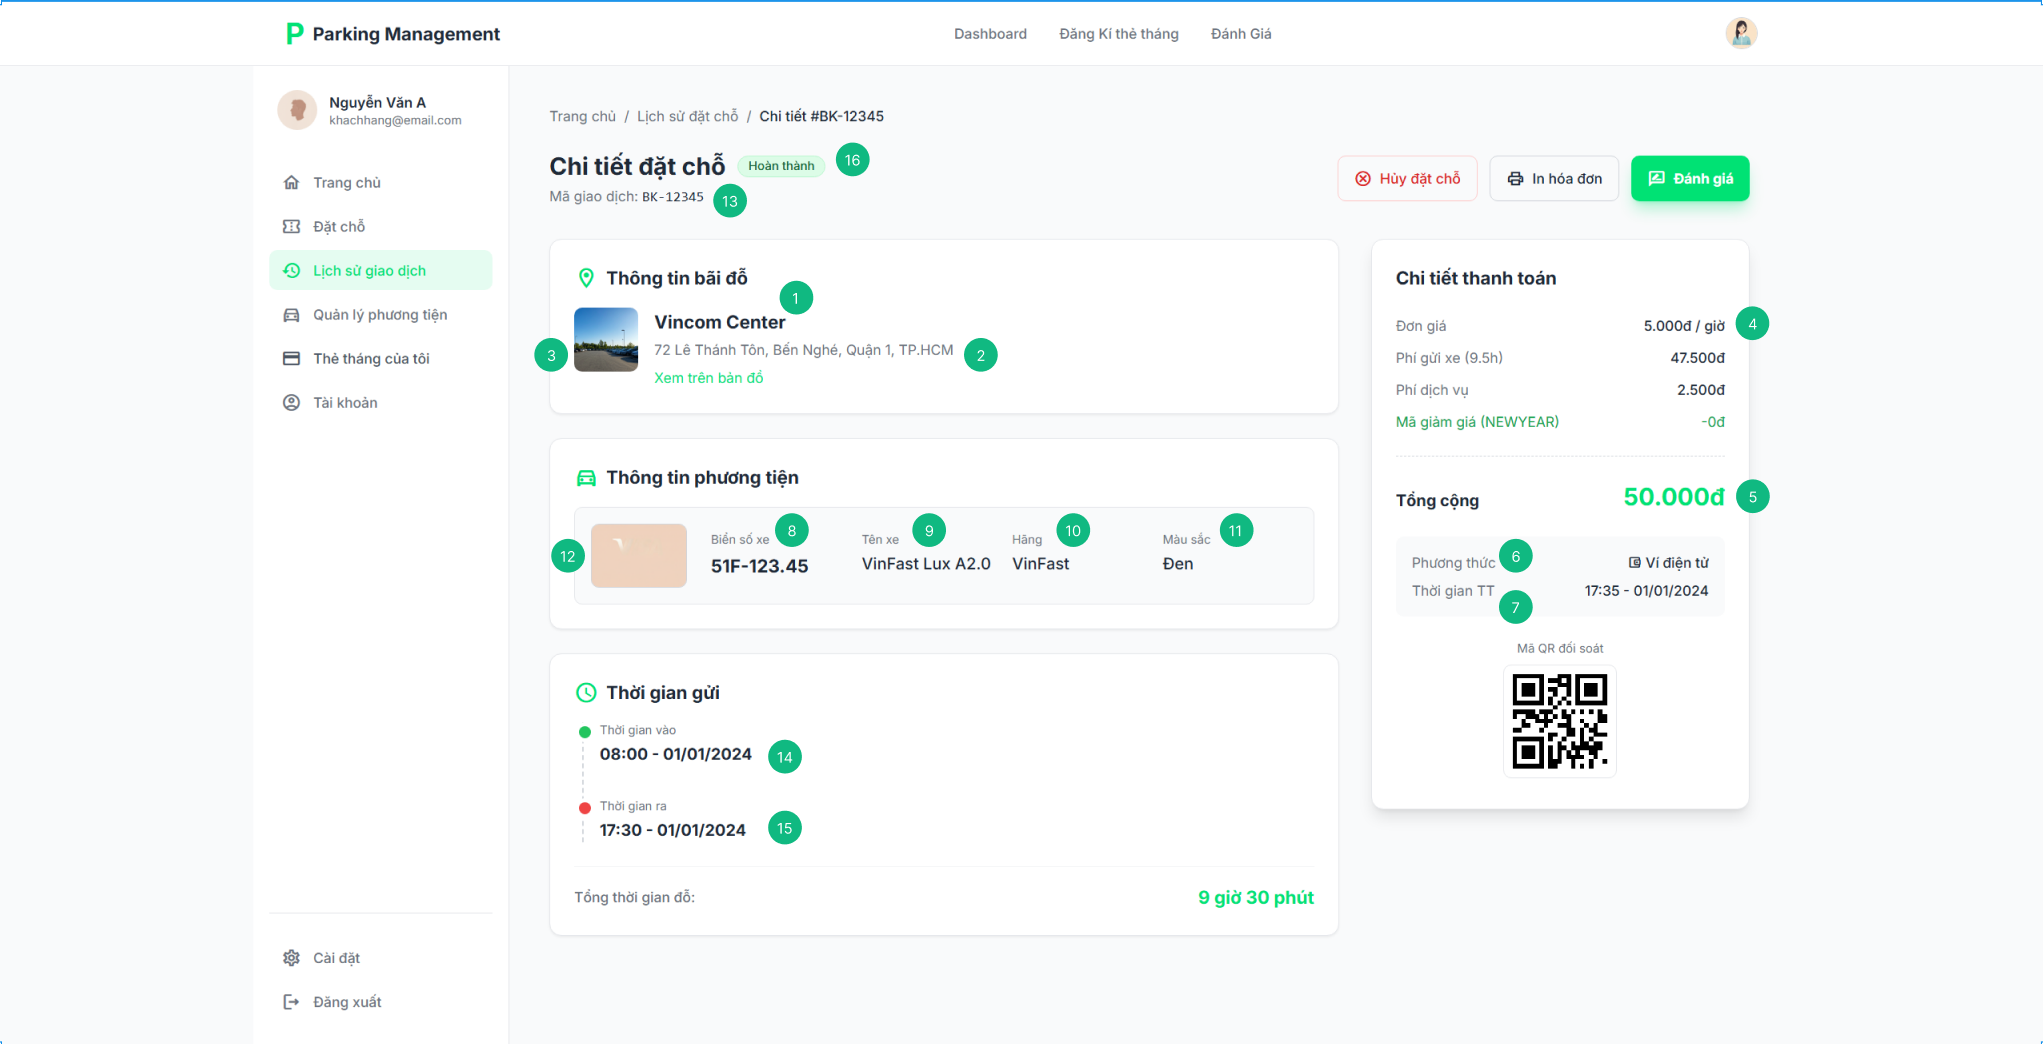 P Parking Management
Dashboard
Đăng Kí thẻ tháng
Đánh Giá
Nguyễn Văn A
khachhang@email.com
Trang chủ
Đặt chỗ
Lịch sử giao dịch
Quản lý phương tiện
Thẻ tháng của tôi
Tài khoản
Cài đặt
Đăng xuất
Trang chủ / Lịch sử đặt chỗ / Chi tiết #BK-12345
Chi tiết đặt chỗ Hoàn thành 16
Mã giao dịch: BK-12345 13
Hủy đặt chỗ
In hóa đơn
Đánh giá
Thông tin bãi đỗ
1
Vincom Center
3
72 Lê Thánh Tôn, Bến Nghé, Quận 1, TP.HCM 2
Xem trên bản đồ
Thông tin phương tiện
12
Biển số xe 8
51F-123.45
Tên xe 9
VinFast Lux A2.0
Hãng 10
VinFast
Màu sắc 11
Đen
Thời gian gửi
Thời gian vào
08:00 - 01/01/2024 14
Thời gian ra
17:30 - 01/01/2024 15
Tổng thời gian đỗ: 9 giờ 30 phút
Chi tiết thanh toán
Đơn giá 5.000đ / giờ 4
Phí gửi xe (9.5h) 47.500đ
Phí dịch vụ 2.500đ
Mã giảm giá (NEWYEAR) -0đ
Tổng cộng 50.000đ 5
Phương thức 6 Ví điện tử
Thời gian TT 7 17:35 - 01/01/2024
Mã QR đối soát